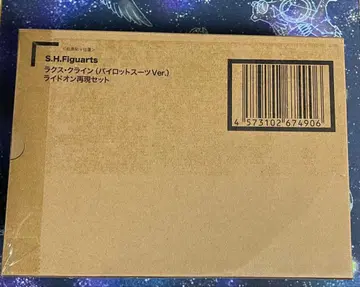 S.H.Figuarts
ラクス・クライン(パイロットスーツVer.)
ライドオン再現セット
4 573102 674906